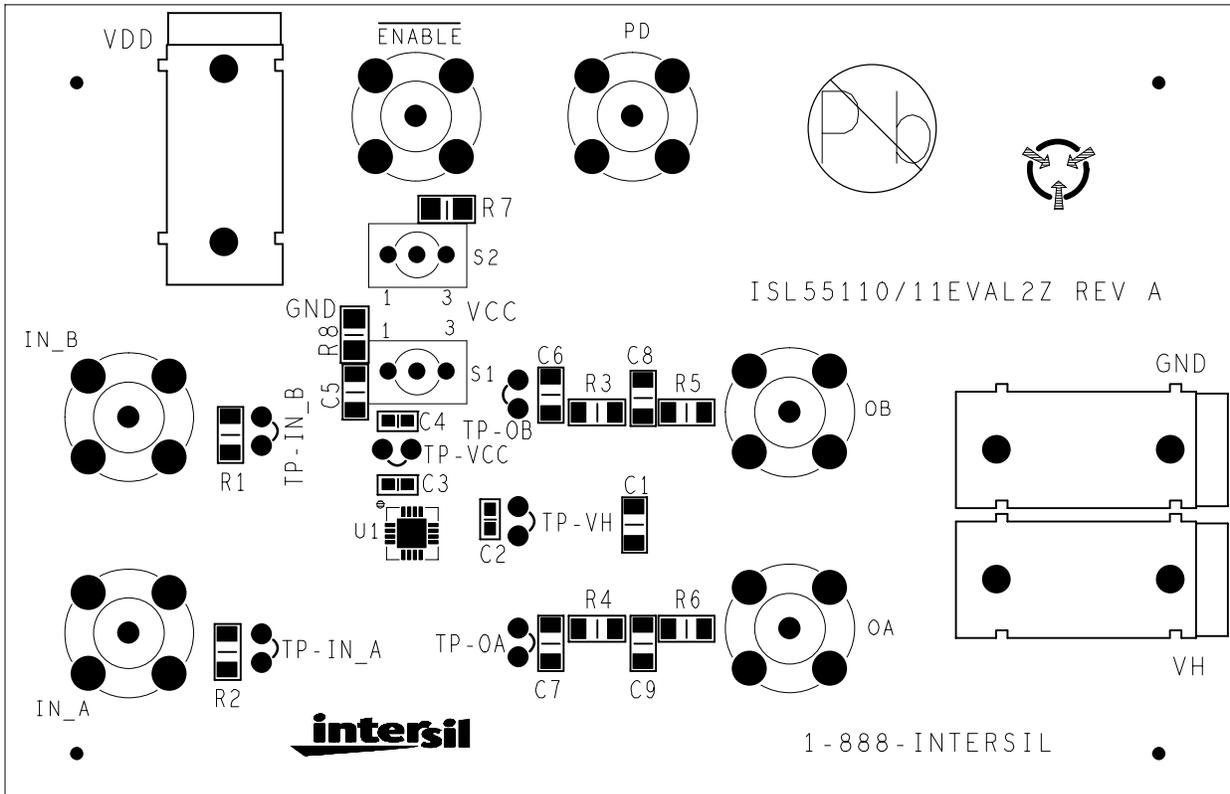 VDD
ENABLE
PD
Pb
R7
S2
1 3
GND
VCC
ISL55110/11EVAL2Z REV A
R8
1 3
S1
IN_B
C5
C6
C8
R3
R5
GND
OB
C4
TP-OB
TP-IN_B
TP-VCC
R1
C3
C1
U1
TP-VH
C2
R4
R6
OA
TP-OA
TP-IN_A
VH
R2
C7
C9
IN_A
intersil
1-888-INTERSIL